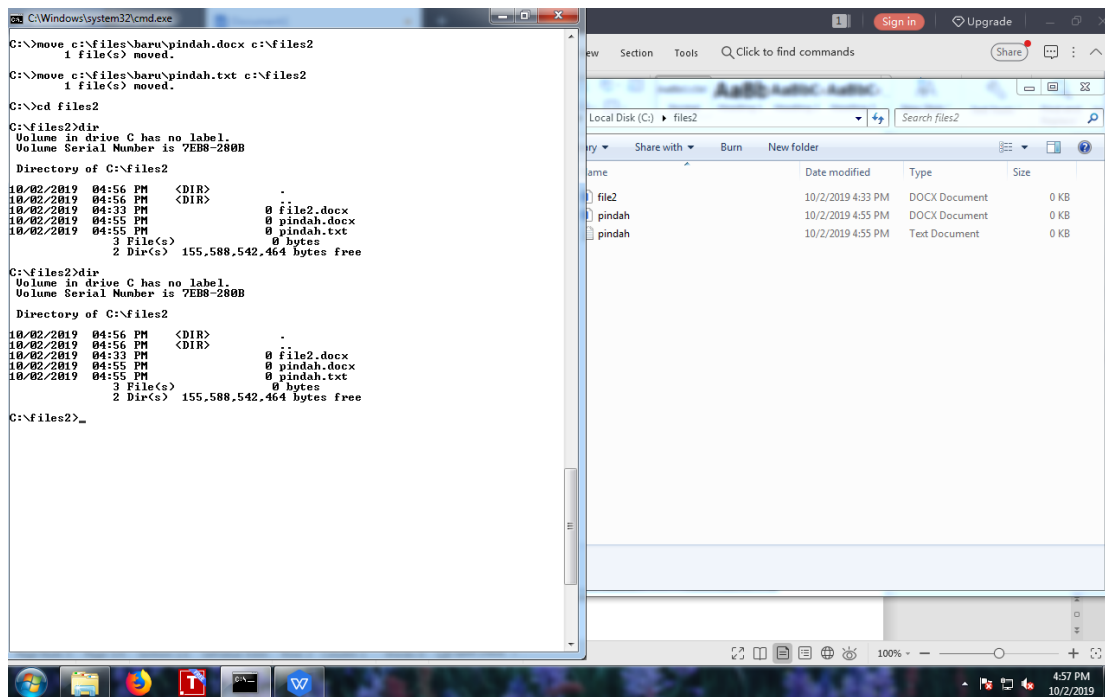 C:\Windows\system32\cmd.exe
C:\>move c:\files\baru\pindah.docx c:\files2
1 file(s) moved.
C:\>move c:\files\baru\pindah.txt c:\files2
1 file(s) moved.
C:\>cd files2
C:\files2>dir
Volume in drive C has no label.
Volume Serial Number is 7EB8-280B
Directory of C:\files2
10/02/2019 04:56 PM <DIR> .
10/02/2019 04:56 PM <DIR> ..
10/02/2019 04:33 PM 0 file2.docx
10/02/2019 04:55 PM 0 pindah.docx
10/02/2019 04:55 PM 0 pindah.txt
3 File(s) 0 bytes
2 Dir(s) 155,588,542,464 bytes free
C:\files2>dir
Volume in drive C has no label.
Volume Serial Number is 7EB8-280B
Directory of C:\files2
10/02/2019 04:56 PM <DIR> .
10/02/2019 04:56 PM <DIR> ..
10/02/2019 04:33 PM 0 file2.docx
10/02/2019 04:55 PM 0 pindah.docx
10/02/2019 04:55 PM 0 pindah.txt
3 File(s) 0 bytes
2 Dir(s) 155,588,542,464 bytes free
C:\files2>_
1 Sign in Upgrade
ew Section Tools Click to find commands Share
Local Disk (C:) files2 Search files2
ry Share with Burn New folder
ame Date modified Type Size
file2 10/2/2019 4:33 PM DOCX Document 0 KB
pindah 10/2/2019 4:55 PM DOCX Document 0 KB
pindah 10/2/2019 4:55 PM Text Document 0 KB
100%
4:57 PM
10/2/2019